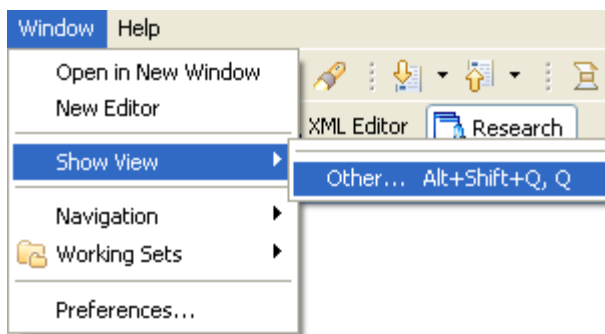 Window Help
Open in New Window
New Editor
XML Editor Research
Show View
Other... Alt+Shift+Q, Q
Navigation
Working Sets
Preferences...